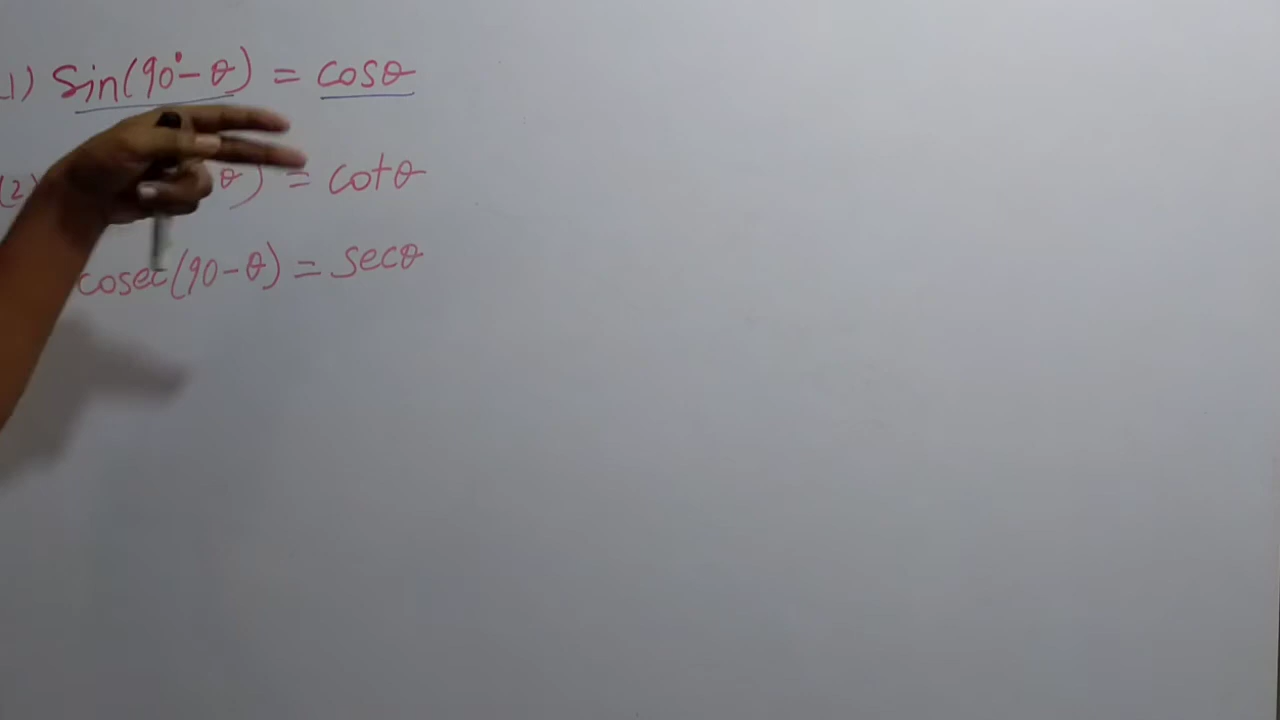 (1) Sin(90°-θ) = cosθ
(2) θ) = cotθ
cosec(90-θ) = secθ